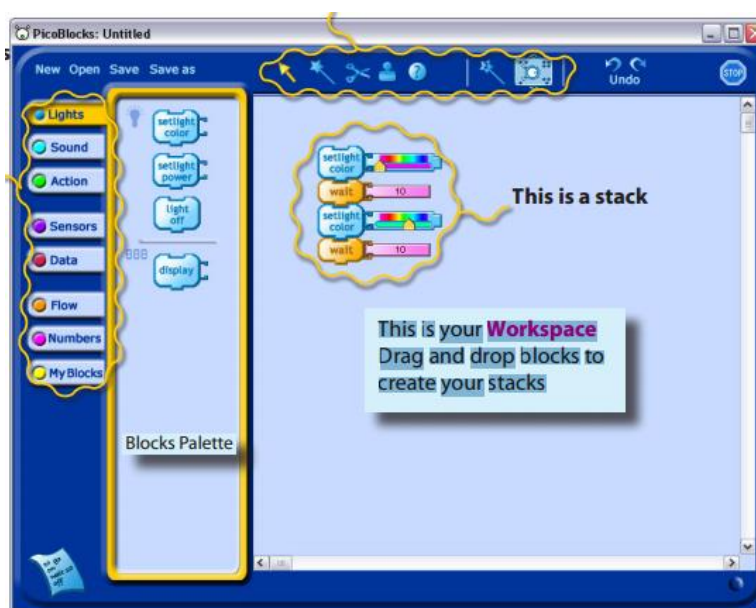 PicoBlocks: Untitled
New Open Save Save as
Undo
STOP
Lights
Sound
Action
Sensors
Data
Flow
Numbers
My Blocks
setlight color
setlight power
light off
display
Blocks Palette
setlight color
wait 10
setlight color
wait 10
This is a stack
This is your Workspace
Drag and drop blocks to
create your stacks